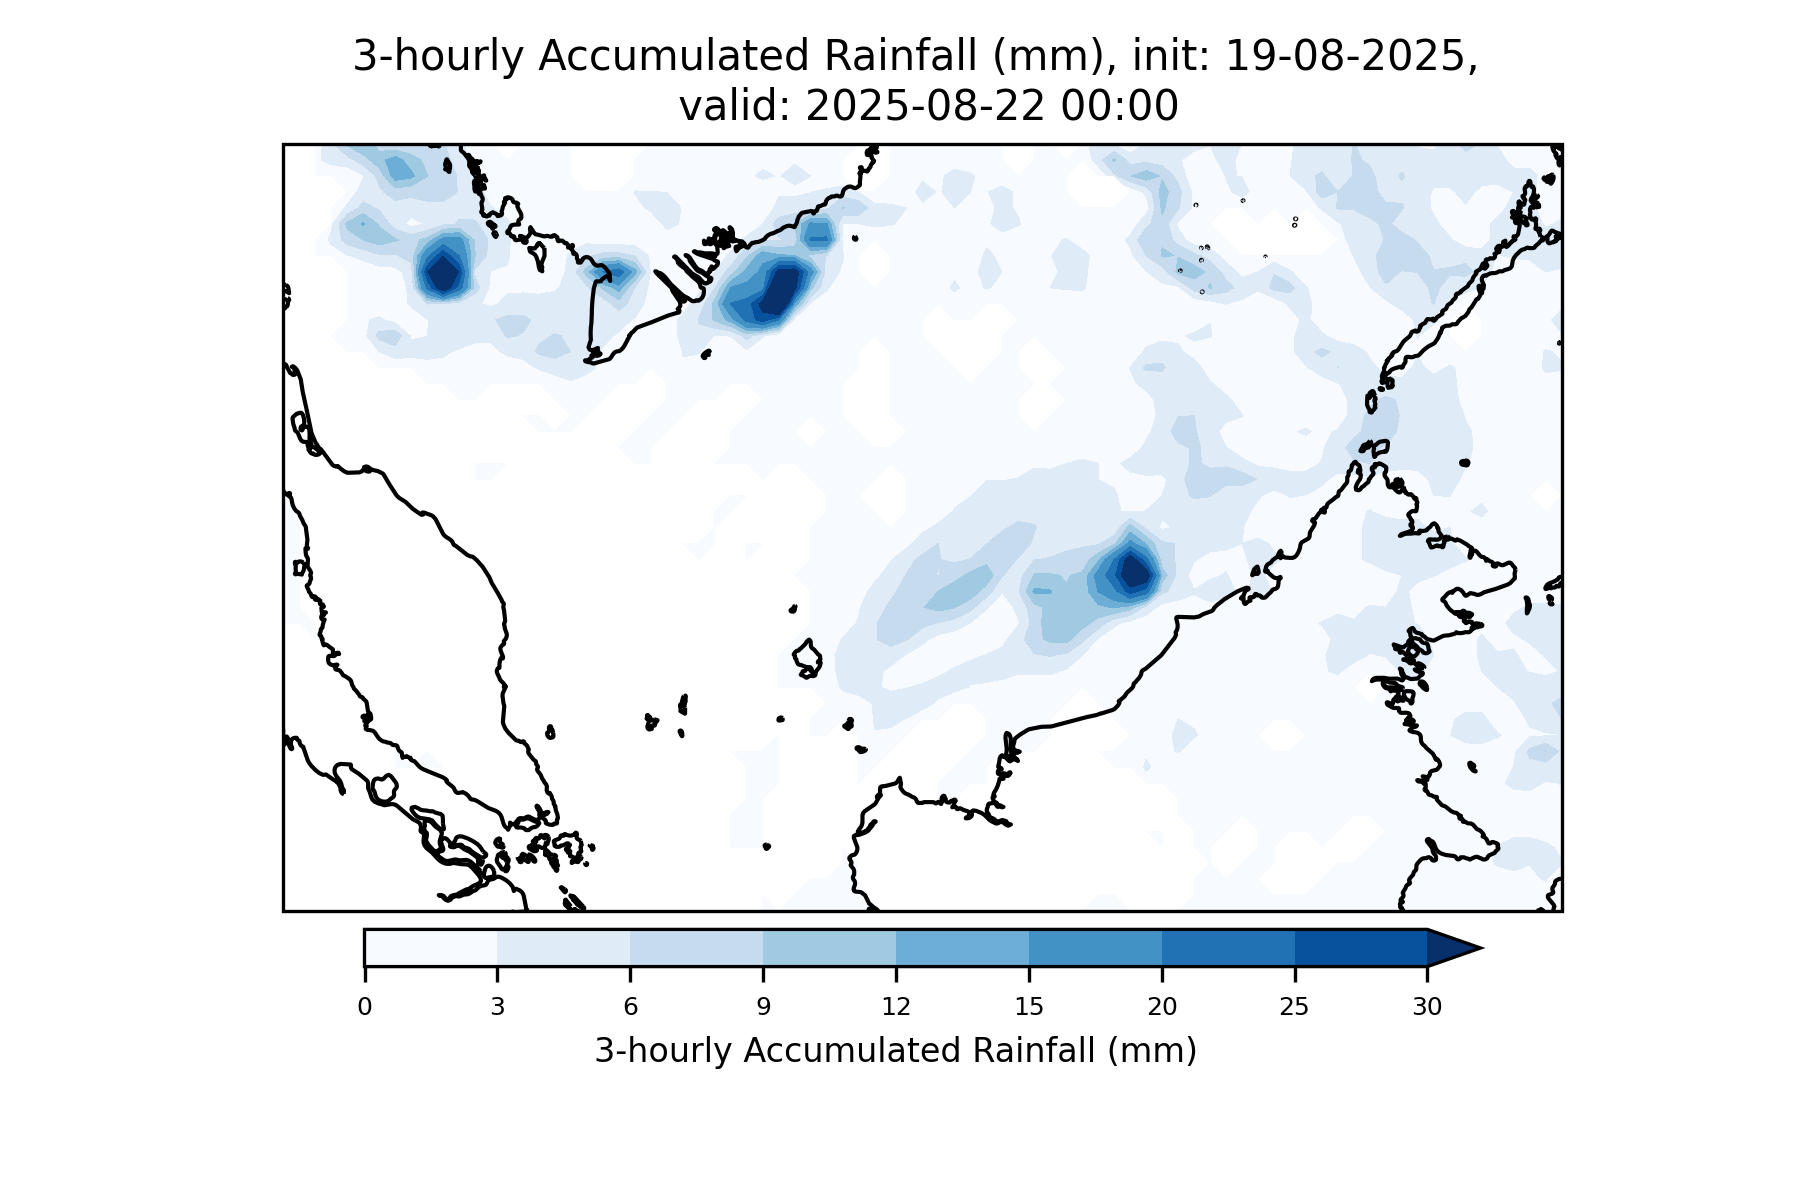 3-hourly Accumulated Rainfall (mm), init: 19-08-2025,
valid: 2025-08-22 00:00
0 3 6 9 12 15 20 25 30
3-hourly Accumulated Rainfall (mm)